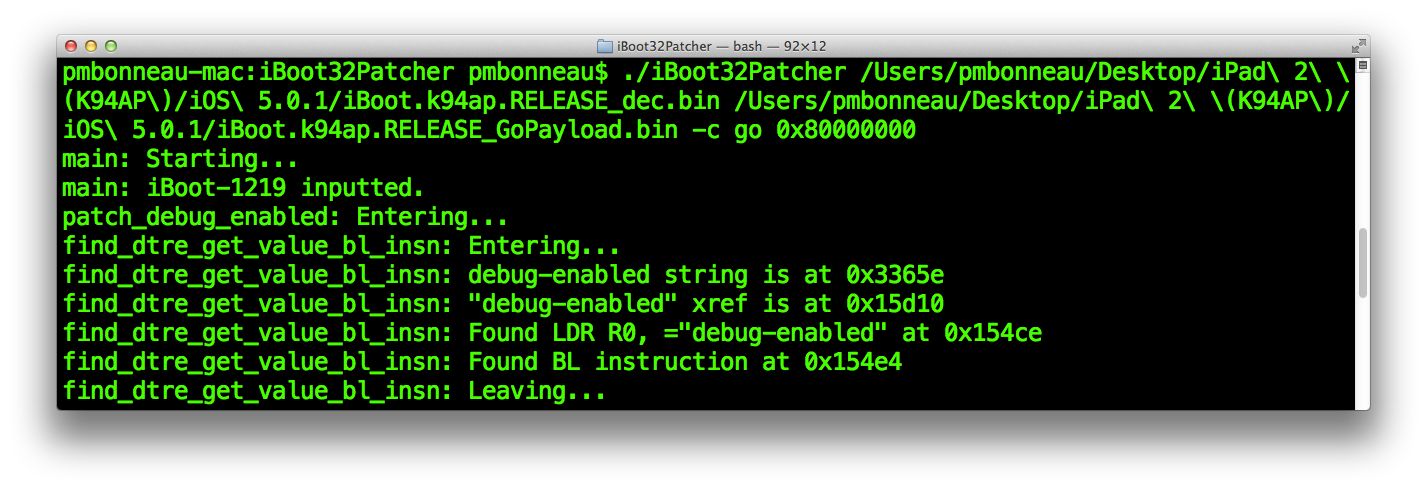 iBoot32Patcher — bash — 92×12
pmbonneau-mac:iBoot32Patcher pmbonneau$ ./iBoot32Patcher /Users/pmbonneau/Desktop/iPad\ 2\ \
(K94AP\)/iOS\ 5.0.1/iBoot.k94ap.RELEASE_dec.bin /Users/pmbonneau/Desktop/iPad\ 2\ \(K94AP\)/
iOS\ 5.0.1/iBoot.k94ap.RELEASE_GoPayload.bin -c go 0x80000000
main: Starting...
main: iBoot-1219 inputted.
patch_debug_enabled: Entering...
find_dtre_get_value_bl_insn: Entering...
find_dtre_get_value_bl_insn: debug-enabled string is at 0x3365e
find_dtre_get_value_bl_insn: "debug-enabled" xref is at 0x15d10
find_dtre_get_value_bl_insn: Found LDR R0, ="debug-enabled" at 0x154ce
find_dtre_get_value_bl_insn: Found BL instruction at 0x154e4
find_dtre_get_value_bl_insn: Leaving...